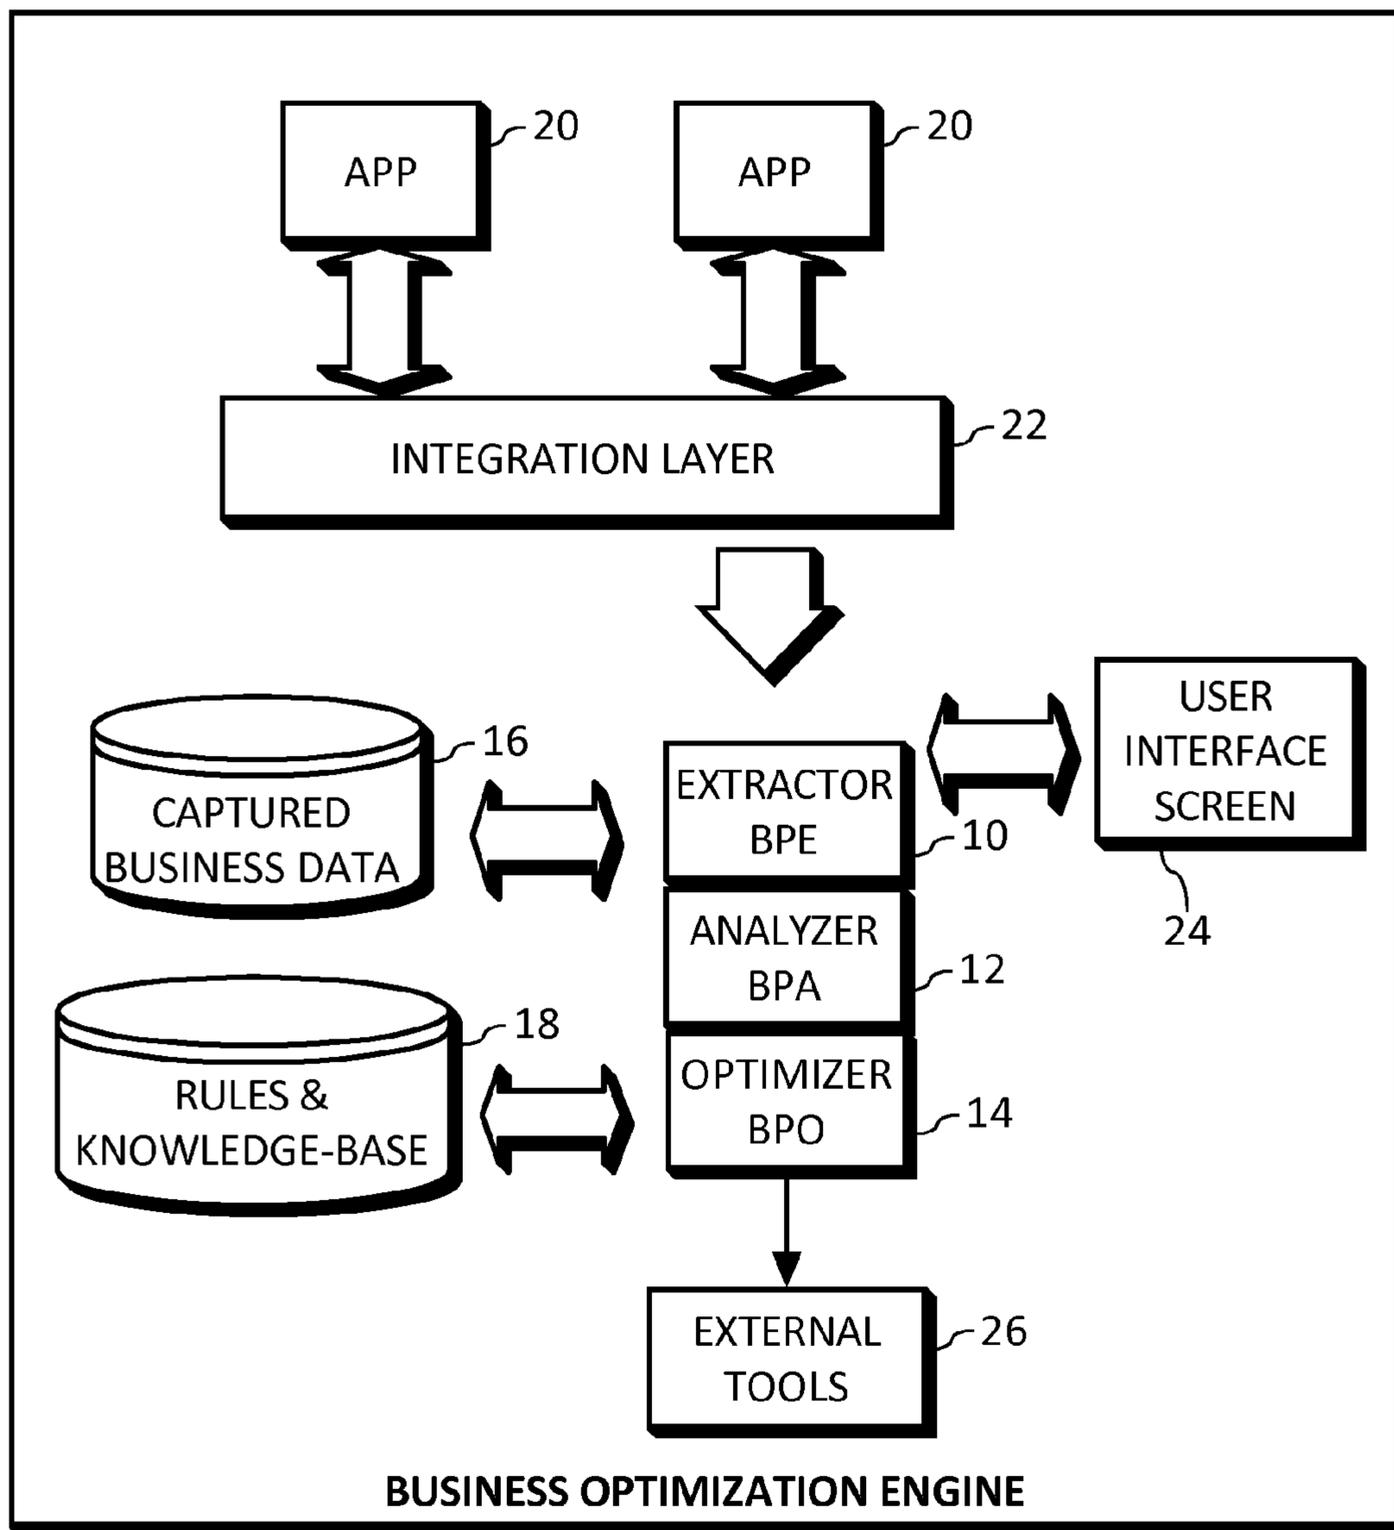 APP
20
APP
20
INTEGRATION LAYER
22
USER
INTERFACE
SCREEN
24
CAPTURED
BUSINESS DATA
16
EXTRACTOR
BPE
10
ANALYZER
BPA
12
RULES &
KNOWLEDGE-BASE
18
OPTIMIZER
BPO
14
EXTERNAL
TOOLS
26
BUSINESS OPTIMIZATION ENGINE